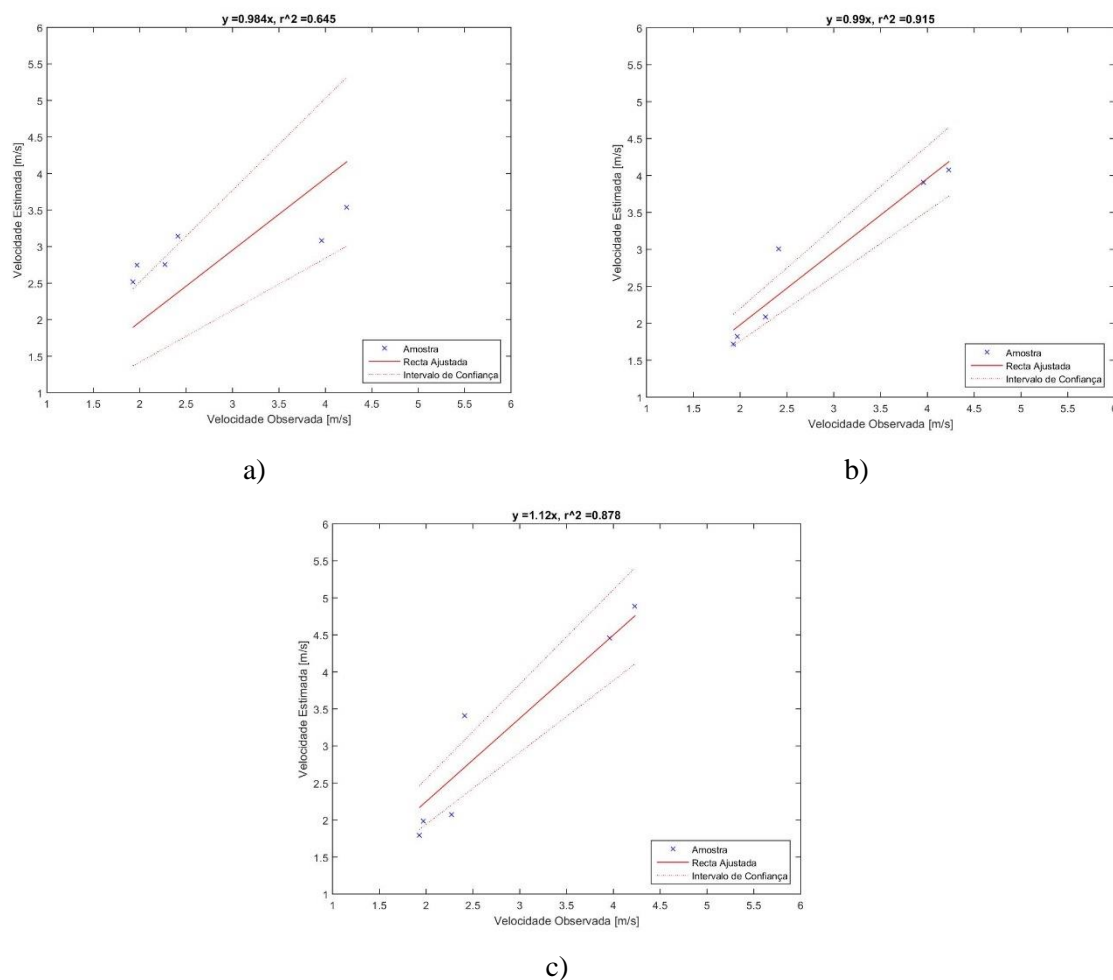 y =0.984x, r^2 =0.645
6
5.5
5
4.5
4
3.5
3
2.5
2
1.5
1
Velocidade Estimada [m/s]
Amostra
Recta Ajustada
Intervalo de Confiança
1 1.5 2 2.5 3 3.5 4 4.5 5 5.5 6
Velocidade Observada [m/s]
a)
y =0.99x, r^2 =0.915
6
5.5
5
4.5
4
3.5
3
2.5
2
1.5
1
Velocidade Estimada [m/s]
Amostra
Recta Ajustada
Intervalo de Confiança
1 1.5 2 2.5 3 3.5 4 4.5 5 5.5 6
Velocidade Observada [m/s]
b)
y =1.12x, r^2 =0.878
6
5.5
5
4.5
4
3.5
3
2.5
2
1.5
1
Velocidade Estimada [m/s]
Amostra
Recta Ajustada
Intervalo de Confiança
1 1.5 2 2.5 3 3.5 4 4.5 5 5.5 6
Velocidade Observada [m/s]
c)